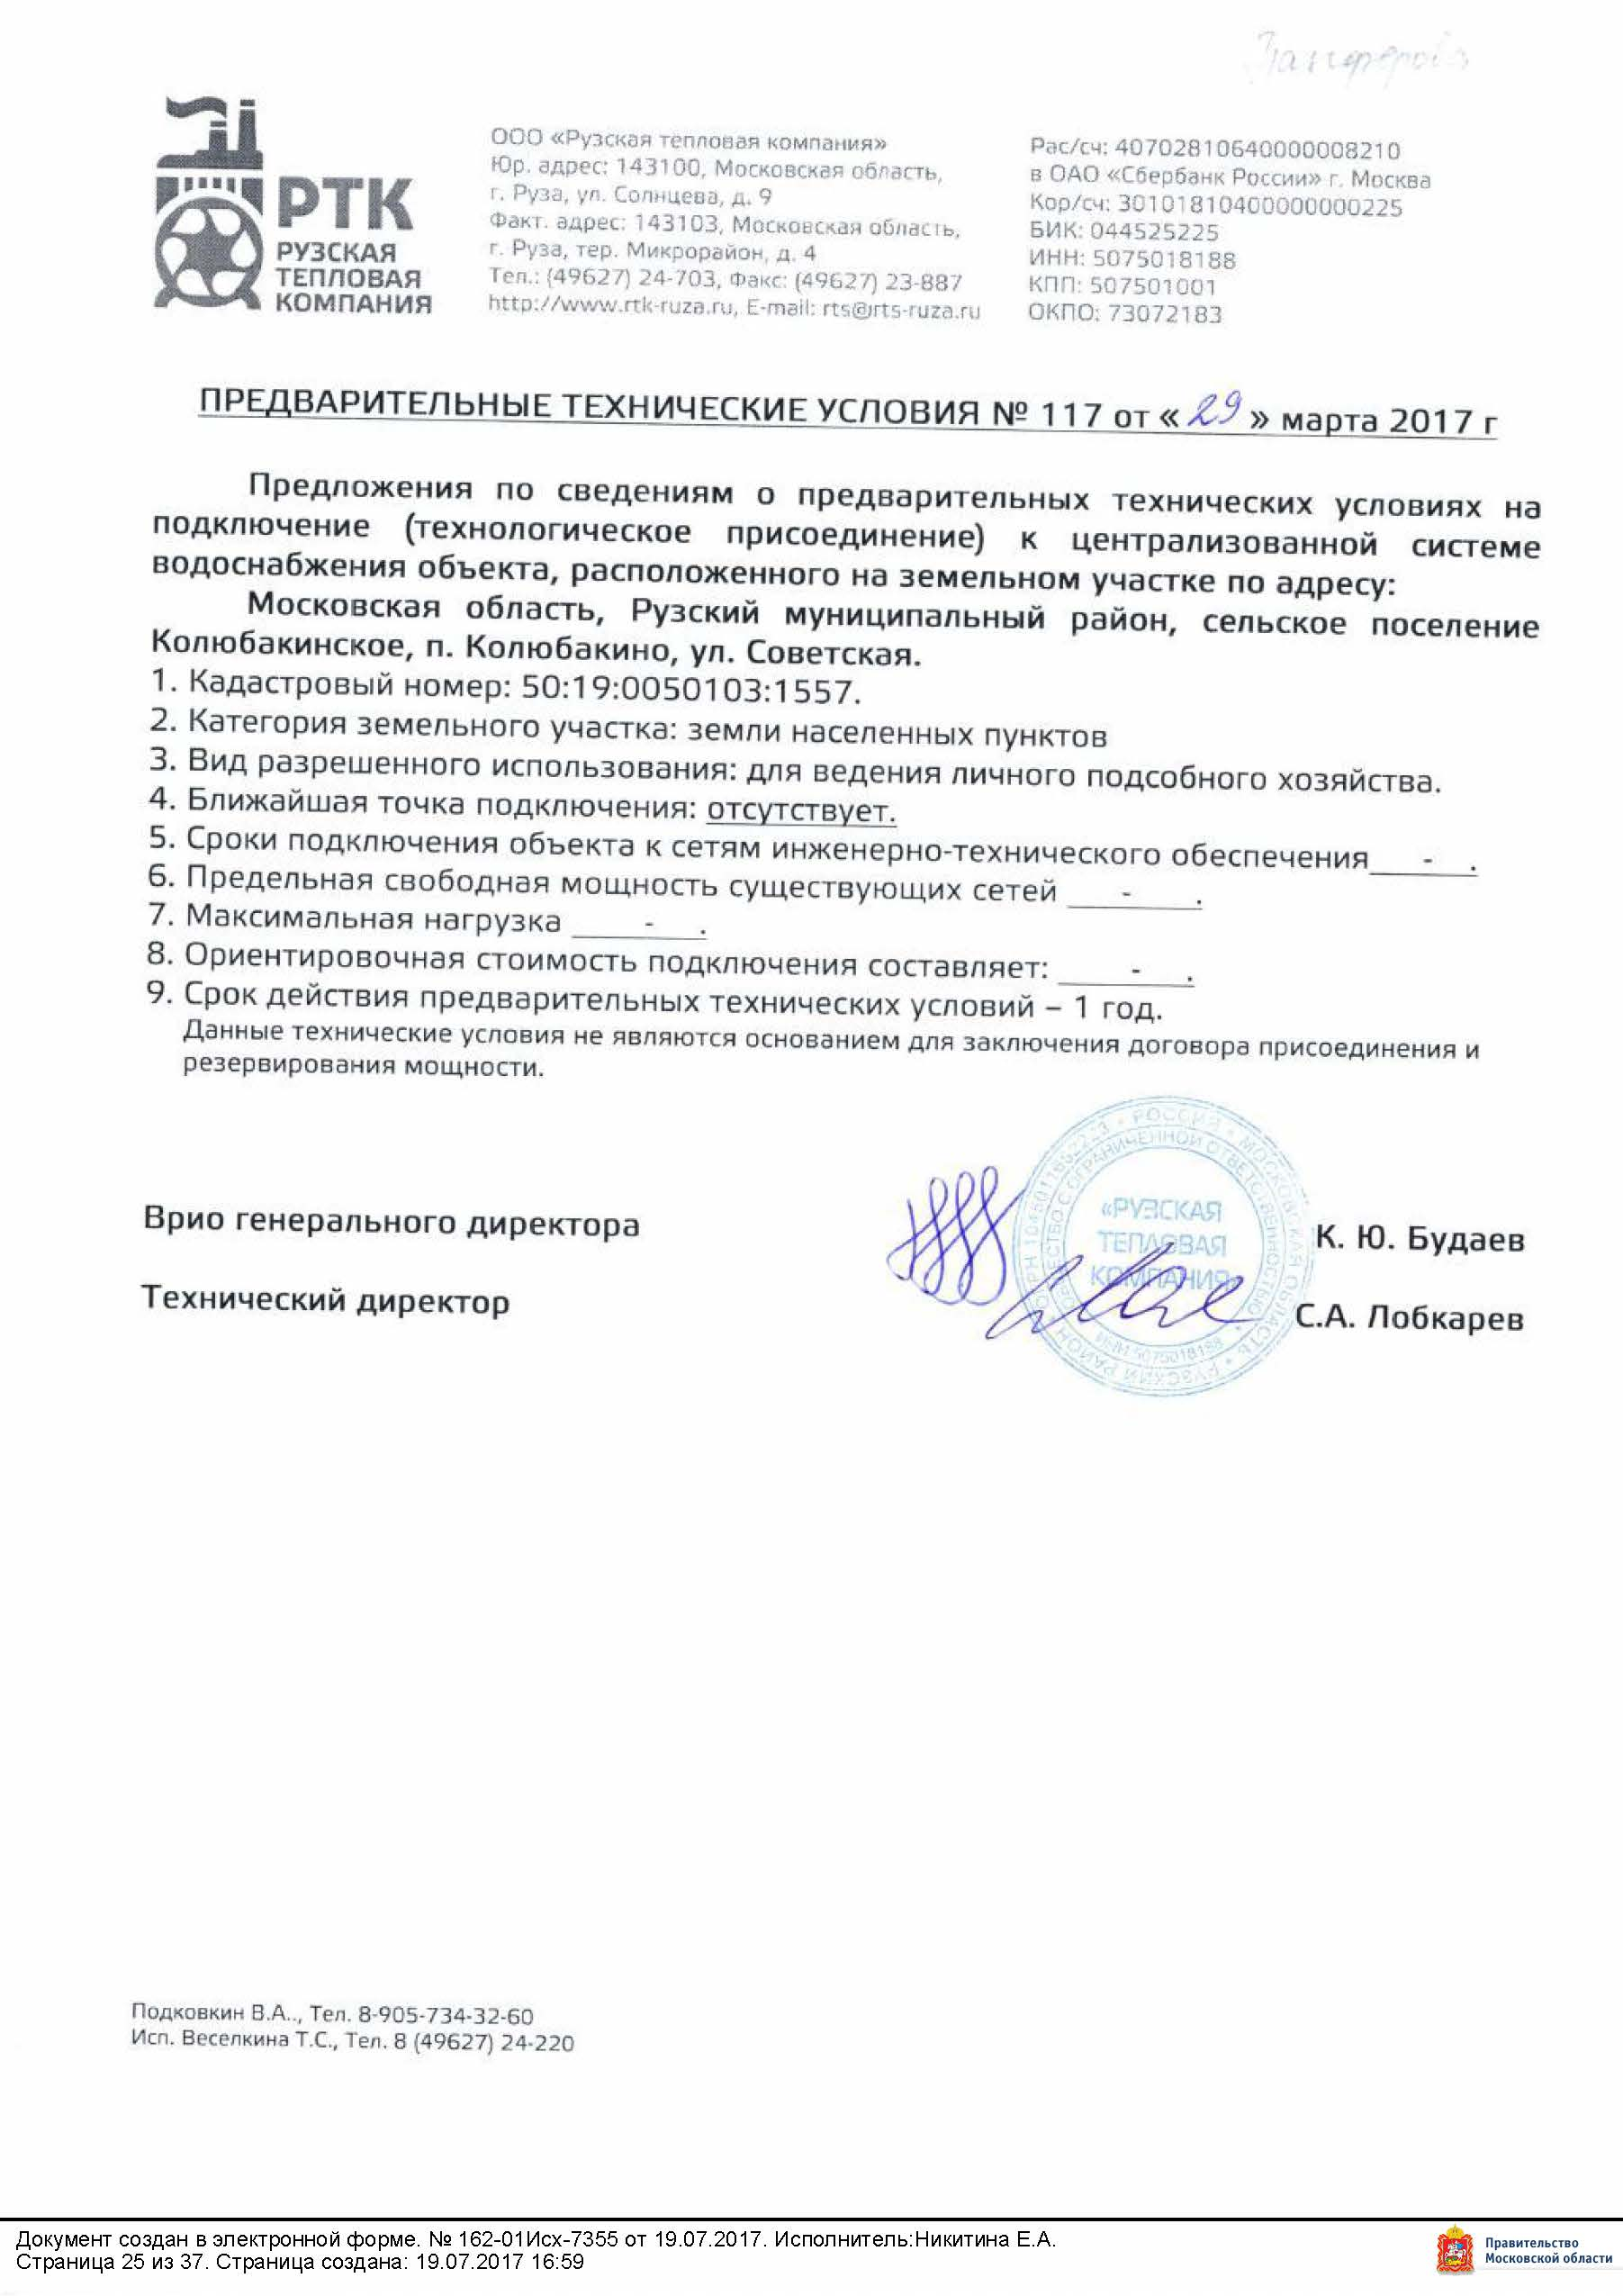 РТК
РУЗСКАЯ
ТЕПЛОВАЯ
КОМПАНИЯ
ООО «Рузская тепловая компания»
Юр. адрес: 143100, Московская область,
г. Руза, ул. Солнцева, д. 9
Факт. адрес: 143103, Московская область,
г. Руза, тер. Микрорайон, д. 4
Тел.: (49627) 24-703, Факс: (49627) 23-887
http://www.rtk-ruza.ru, E-mail: rts@rts-ruza.ru
Рас/сч: 40702810640000008210
в ОАО «Сбербанк России» г. Москва
Кор/сч: 30101810400000000225
БИК: 044525225
ИНН: 5075018188
КПП: 507501001
ОКПО: 73072183
ПРЕДВАРИТЕЛЬНЫЕ ТЕХНИЧЕСКИЕ УСЛОВИЯ № 117 от « 29 » марта 2017 г
Предложения по сведениям о предварительных технических условиях на
подключение (технологическое присоединение) к централизованной системе
водоснабжения объекта, расположенного на земельном участке по адресу:
Московская область, Рузский муниципальный район, сельское поселение
Колюбакинское, п. Колюбакино, ул. Советская.
1. Кадастровый номер: 50:19:0050103:1557.
2. Категория земельного участка: земли населенных пунктов
3. Вид разрешенного использования: для ведения личного подсобного хозяйства.
4. Ближайшая точка подключения: отсутствует.
5. Сроки подключения объекта к сетям инженерно-технического обеспечения - .
6. Предельная свободная мощность существующих сетей - .
7. Максимальная нагрузка - .
8. Ориентировочная стоимость подключения составляет: - .
9. Срок действия предварительных технических условий – 1 год.
Данные технические условия не являются основанием для заключения договора присоединения и
резервирования мощности.
Врио генерального директора
К. Ю. Будаев
Технический директор
С.А. Лобкарев
РОССИЯ • МОСКОВСКАЯ ОБЛАСТЬ • РУЗСКИЙ РАЙОН
ОБЩЕСТВО С ОГРАНИЧЕННОЙ ОТВЕТСТВЕННОСТЬЮ
«РУЗСКАЯ
ТЕПЛОВАЯ
КОМПАНИЯ»
ИНН 5075018188
Подковкин В.А.., Тел. 8-905-734-32-60
Исп. Веселкина Т.С., Тел. 8 (49627) 24-220
Документ создан в электронной форме. № 162-01Исх-7355 от 19.07.2017. Исполнитель:Никитина Е.А.
Страница 25 из 37. Страница создана: 19.07.2017 16:59
Правительство
Московской области